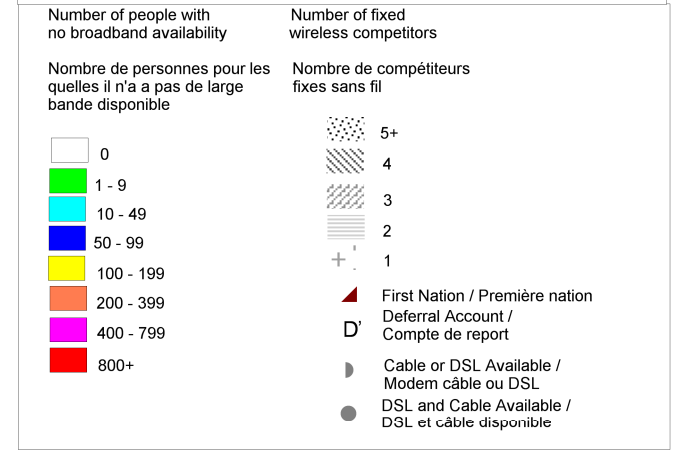 Number of people with
no broadband availability
Nombre de personnes pour les
quelles il n'a a pas de large
bande disponible
0
1 - 9
10 - 49
50 - 99
100 - 199
200 - 399
400 - 799
800+
Number of fixed
wireless competitors
Nombre de compétiteurs
fixes sans fil
5+
4
3
2
1
First Nation / Première nation
D' Deferral Account /
Compte de report
Cable or DSL Available /
Modem câble ou DSL
DSL and Cable Available /
DSL et câble disponible